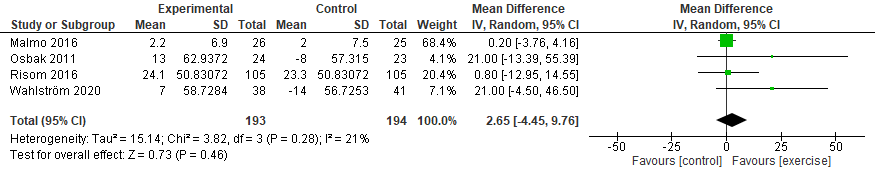 Experimental Control Mean Difference Mean Difference
Study or Subgroup Mean SD Total Mean SD Total Weight IV, Random, 95% CI IV, Random, 95% CI
Malmo 2016 2.2 6.9 26 2 7.5 25 68.4% 0.20 [-3.76, 4.16]
Osbak 2011 13 62.9372 24 -8 57.315 23 4.1% 21.00 [-13.39, 55.39]
Risom 2016 24.1 50.83072 105 23.3 50.83072 105 20.4% 0.80 [-12.95, 14.55]
Wahlström 2020 7 58.7284 38 -14 56.7253 41 7.1% 21.00 [-4.50, 46.50]
Total (95% CI) 193 194 100.0% 2.65 [-4.45, 9.76]
Heterogeneity: Tau² = 15.14; Chi² = 3.82, df = 3 (P = 0.28); I² = 21%
Test for overall effect: Z = 0.73 (P = 0.46)
-50 -25 0 25 50
Favours [control] Favours [exercise]